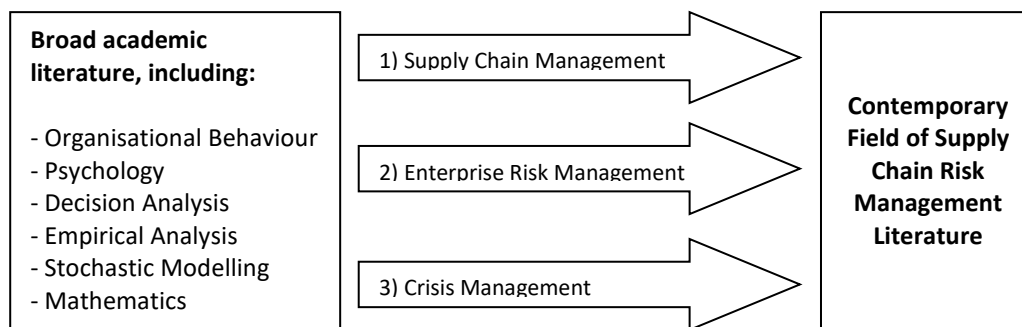 Broad academic
literature, including:
- Organisational Behaviour
- Psychology
- Decision Analysis
- Empirical Analysis
- Stochastic Modelling
- Mathematics
1) Supply Chain Management
2) Enterprise Risk Management
3) Crisis Management
Contemporary
Field of Supply
Chain Risk
Management
Literature